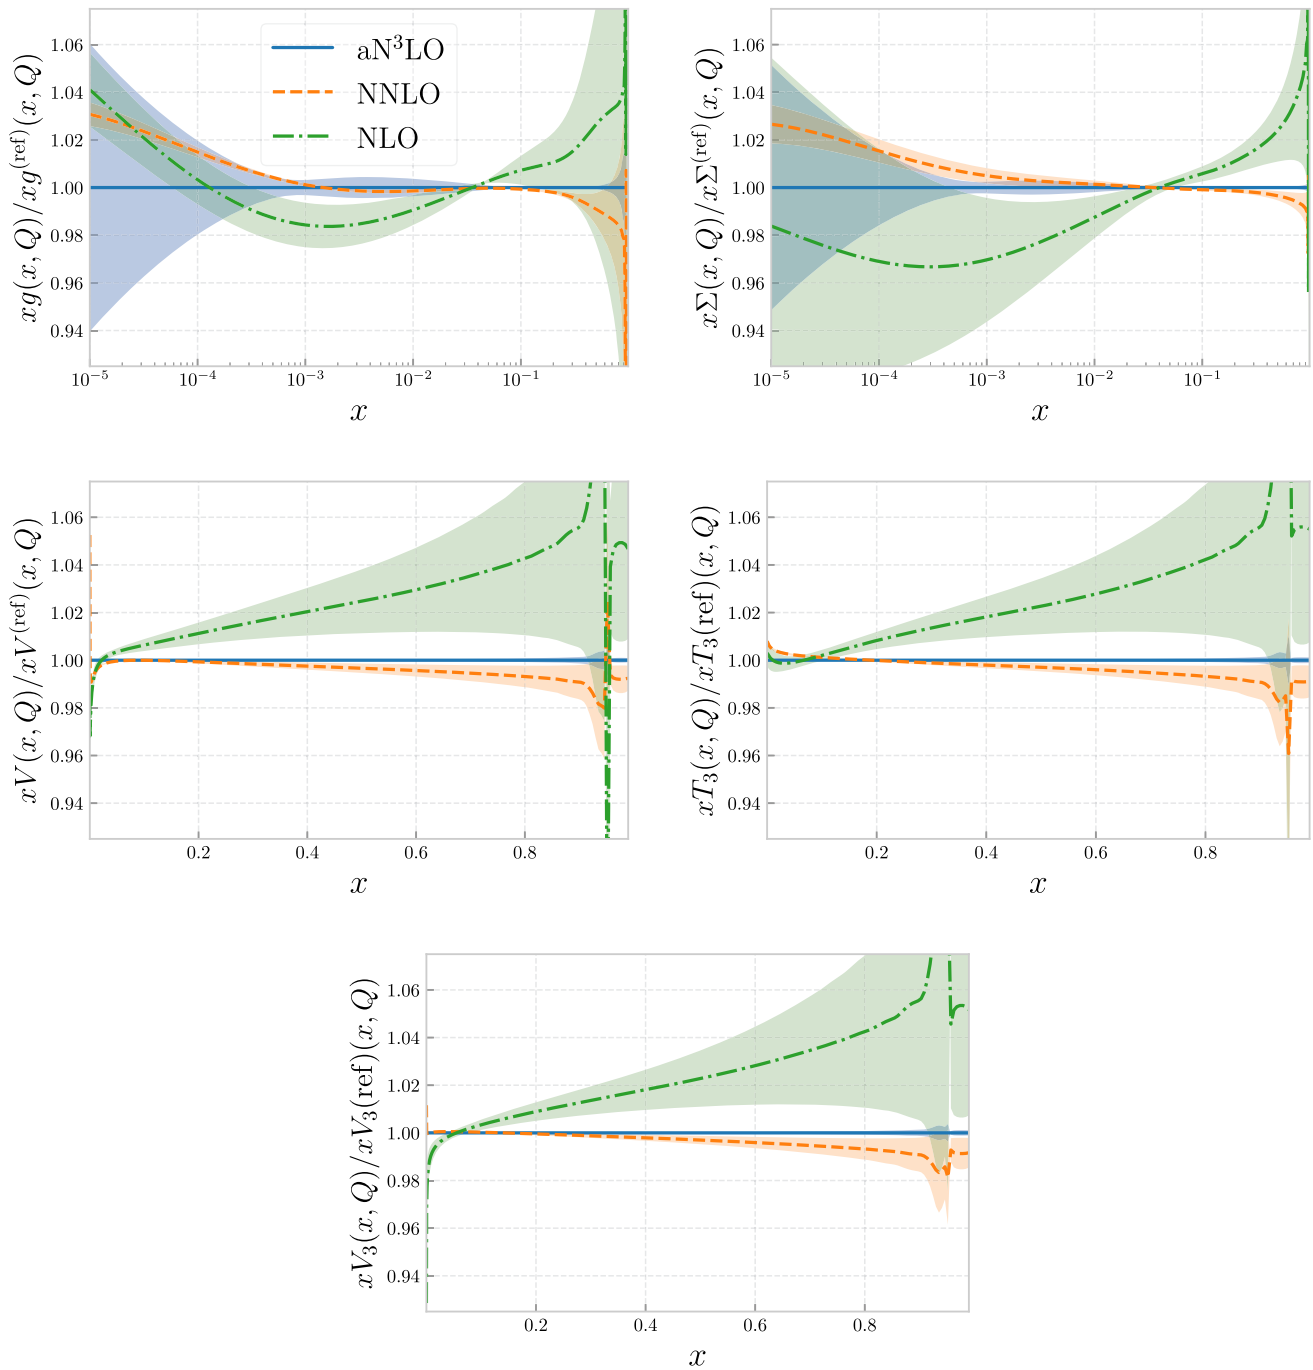 xg(x, Q)/xg^(ref)(x, Q)
1.06
1.04
1.02
1.00
0.98
0.96
0.94
aN³LO
NNLO
NLO
10⁻⁵ 10⁻⁴ 10⁻³ 10⁻² 10⁻¹
x
xΣ(x, Q)/xΣ^(ref)(x, Q)
1.06
1.04
1.02
1.00
0.98
0.96
0.94
10⁻⁵ 10⁻⁴ 10⁻³ 10⁻² 10⁻¹
x
xV(x, Q)/xV^(ref)(x, Q)
1.06
1.04
1.02
1.00
0.98
0.96
0.94
0.2 0.4 0.6 0.8
x
xT₃(x, Q)/xT₃(ref)(x, Q)
1.06
1.04
1.02
1.00
0.98
0.96
0.94
0.2 0.4 0.6 0.8
x
xV₃(x, Q)/xV₃(ref)(x, Q)
1.06
1.04
1.02
1.00
0.98
0.96
0.94
0.2 0.4 0.6 0.8
x